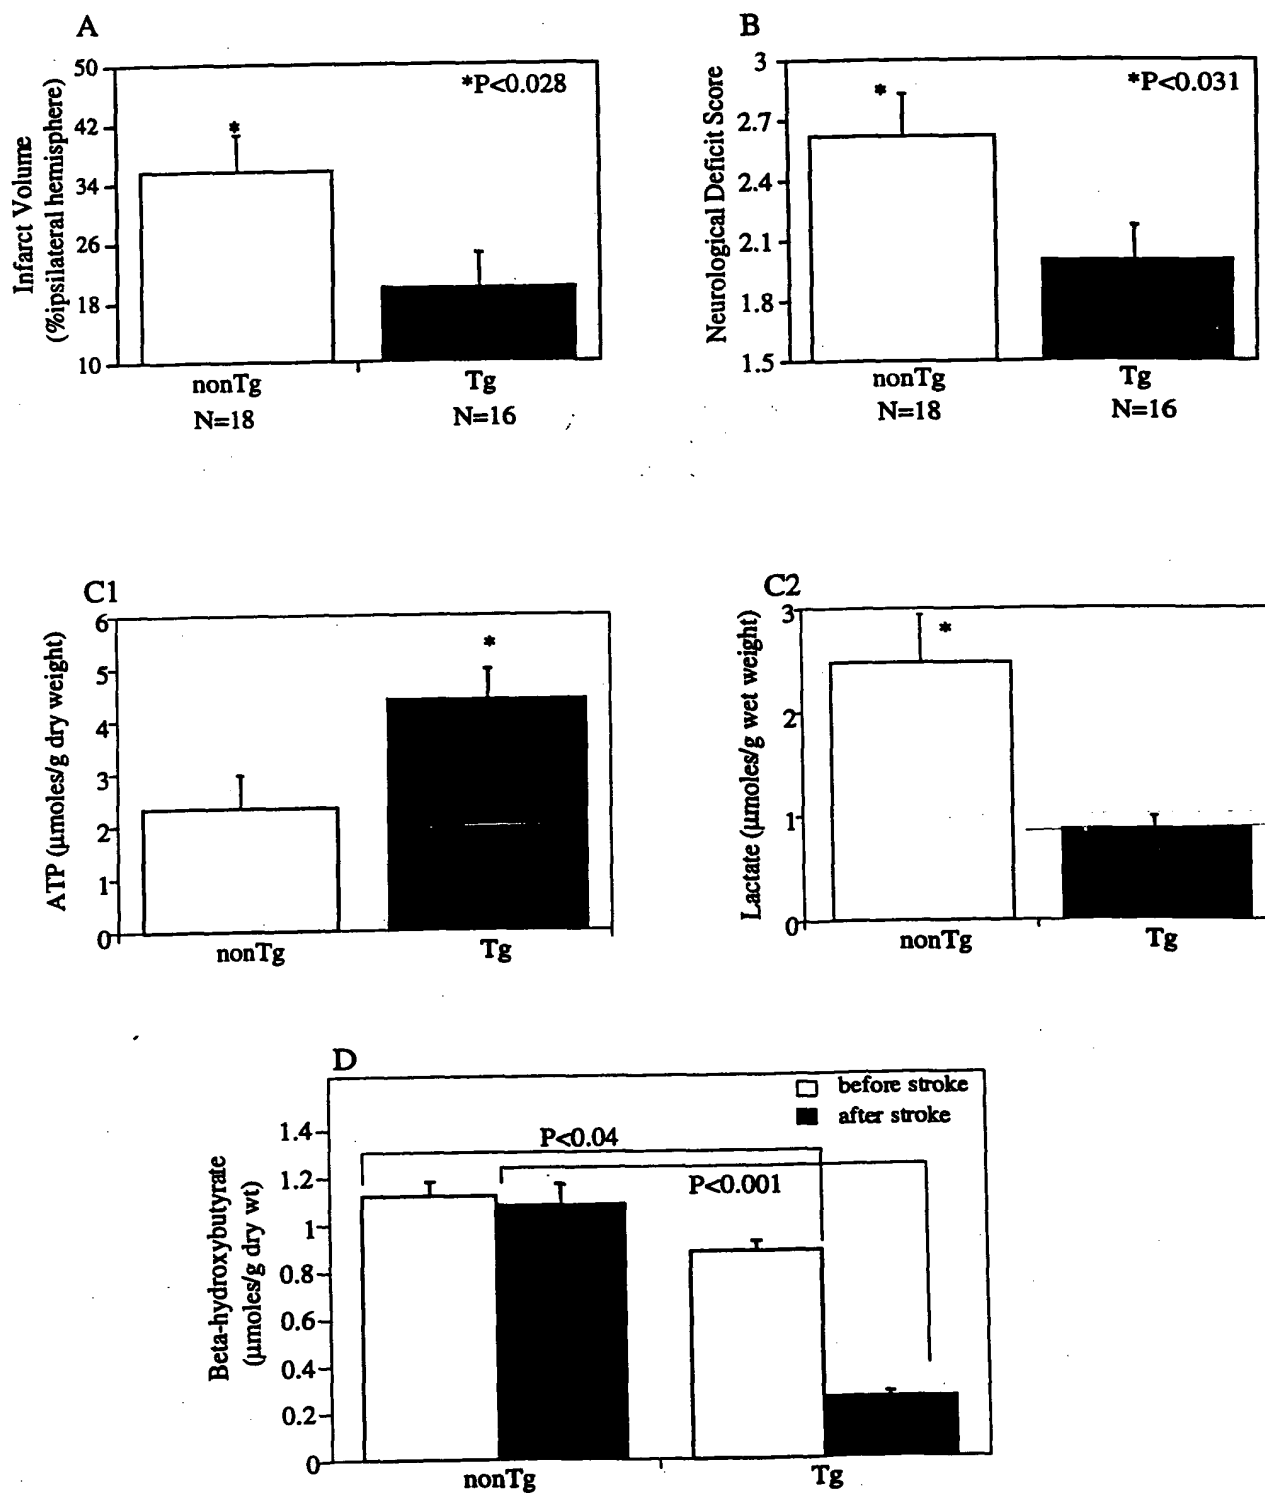 A
50
42
34
26
18
10
Infarct Volume
(%ipsilateral hemisphere)
*P<0.028
*
nonTg
Tg
N=18
N=16
B
3
2.7
2.4
2.1
1.8
1.5
Neurological Deficit Score
*P<0.031
*
nonTg
Tg
N=18
N=16
C1
6
5
4
3
2
1
0
ATP (μmoles/g dry weight)
*
nonTg
Tg
C2
3
2
1
0
Lactate (μmoles/g wet weight)
*
nonTg
Tg
D
before stroke
after stroke
1.4
1.2
1
0.8
0.6
0.4
0.2
0
Beta-hydroxybutyrate
(μmoles/g dry wt)
P<0.04
P<0.001
nonTg
Tg